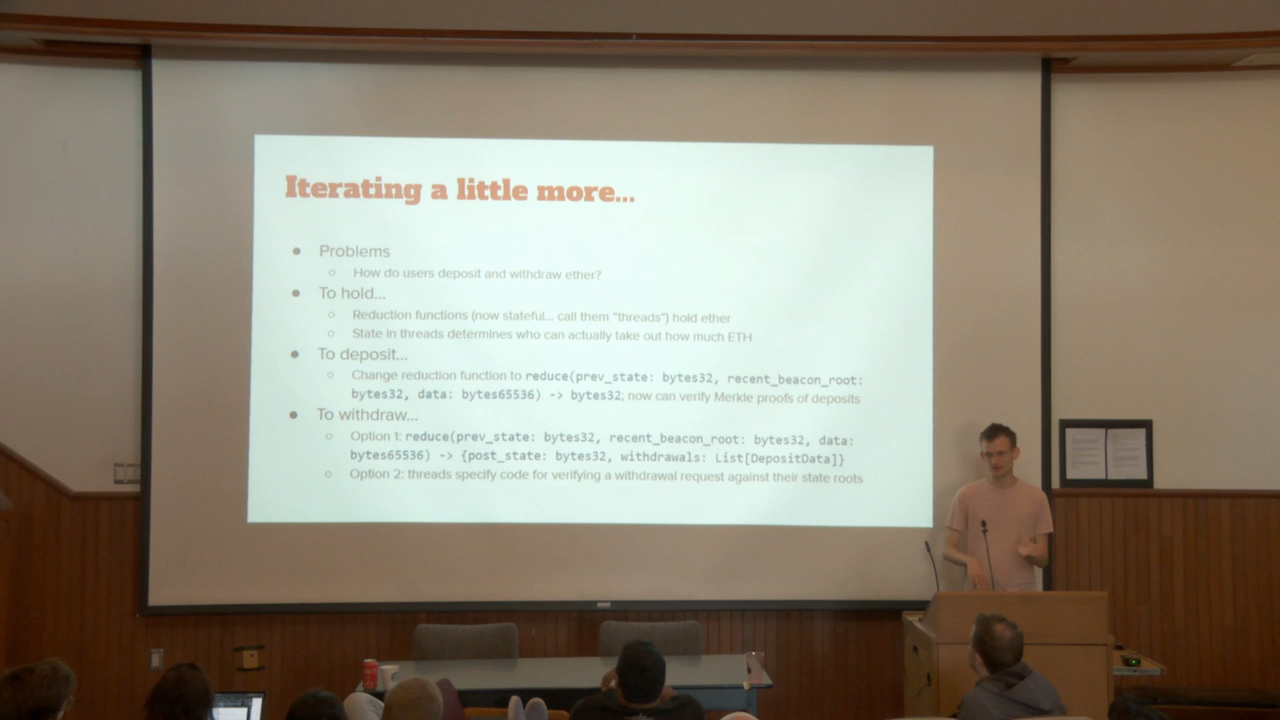 Iterating a little more...
● Problems
○ How do users deposit and withdraw ether?
● To hold...
○ Reduction functions (now stateful... call them "threads") hold ether
○ State in threads determines who can actually take out how much ETH
● To deposit...
○ Change reduction function to reduce(prev_state: bytes32, recent_beacon_root:
bytes32, data: bytes65536) -> bytes32; now can verify Merkle proofs of deposits
● To withdraw...
○ Option 1: reduce(prev_state: bytes32, recent_beacon_root: bytes32, data:
bytes65536) -> {post_state: bytes32, withdrawals: List[DepositData]}
○ Option 2: threads specify code for verifying a withdrawal request against their state roots